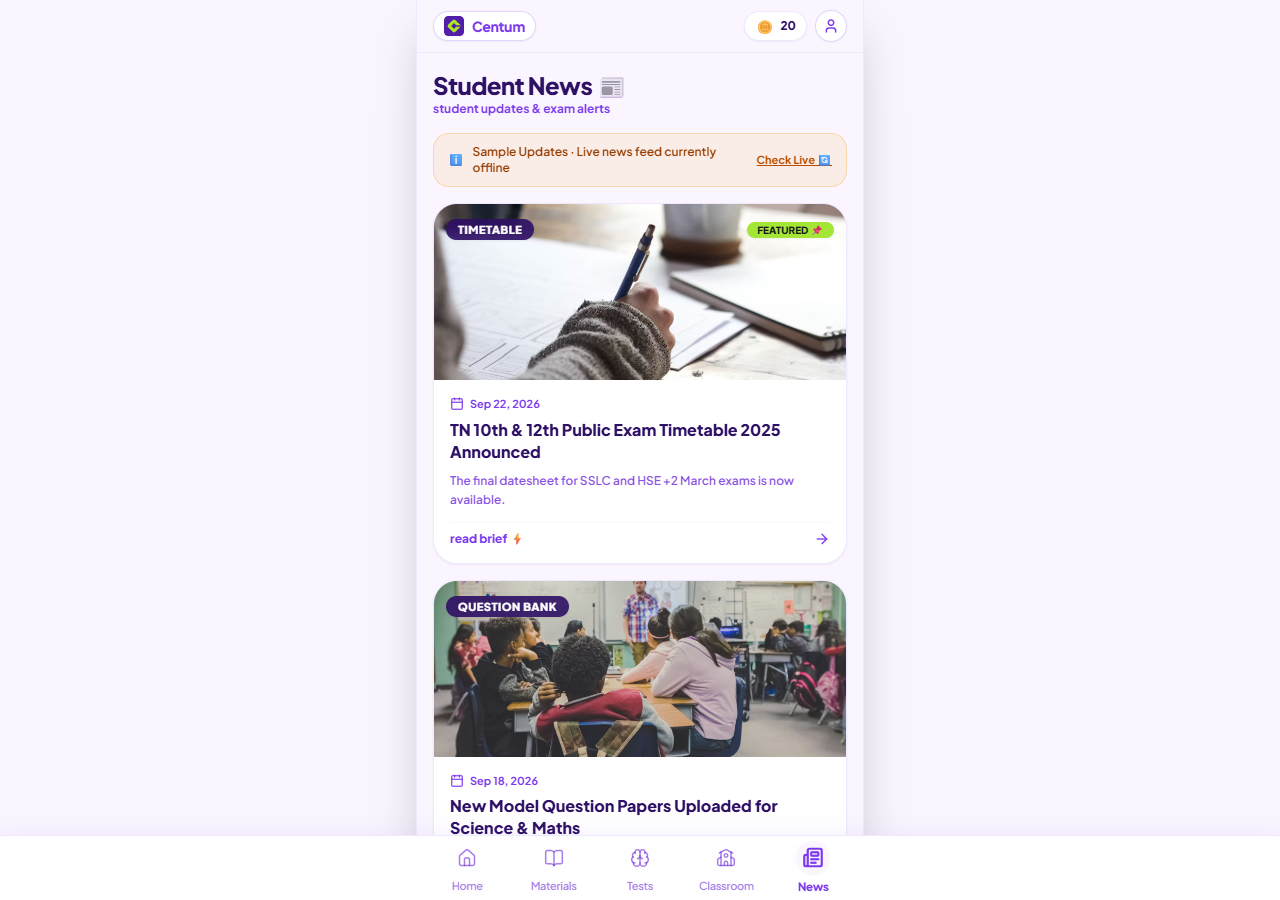 Centum
20
Student News
student updates & exam alerts
Sample Updates · Live news feed currently
offline
Check Live
TIMETABLE
FEATURED
Sep 22, 2026
TN 10th & 12th Public Exam Timetable 2025
Announced
The final datesheet for SSLC and HSE +2 March exams is now
available.
read brief
QUESTION BANK
Sep 18, 2026
New Model Question Papers Uploaded for
Science & Maths
Home
Materials
Tests
Classroom
News